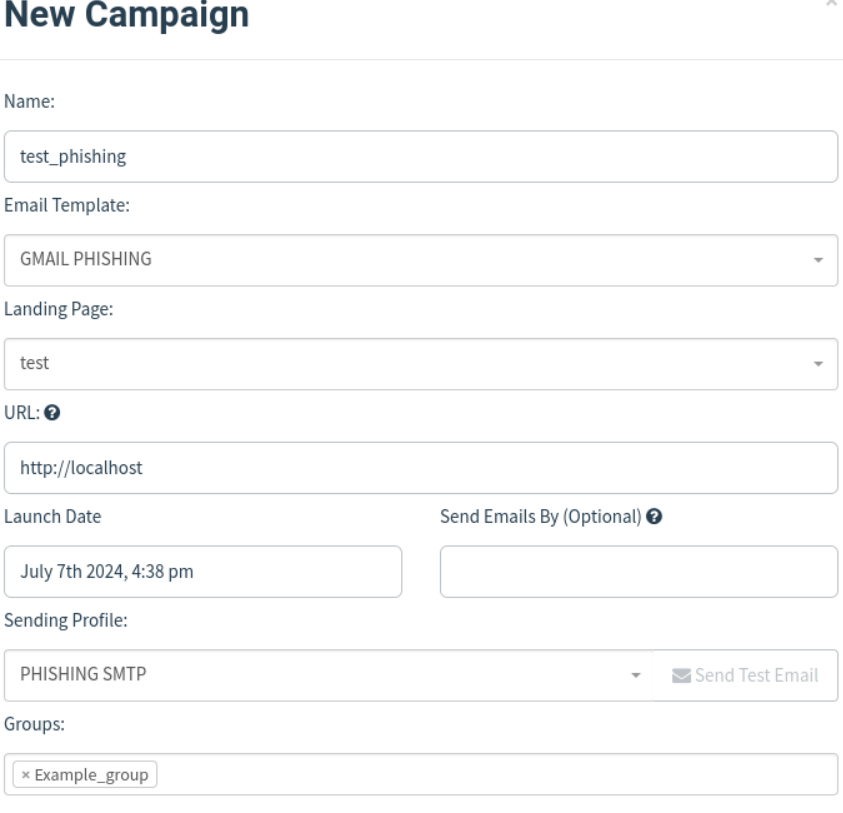 New Campaign
×
Name:
test_phishing
Email Template:
GMAIL PHISHING
Landing Page:
test
URL: ?
http://localhost
Launch Date
Send Emails By (Optional) ?
July 7th 2024, 4:38 pm
Sending Profile:
PHISHING SMTP
Send Test Email
Groups:
× Example_group